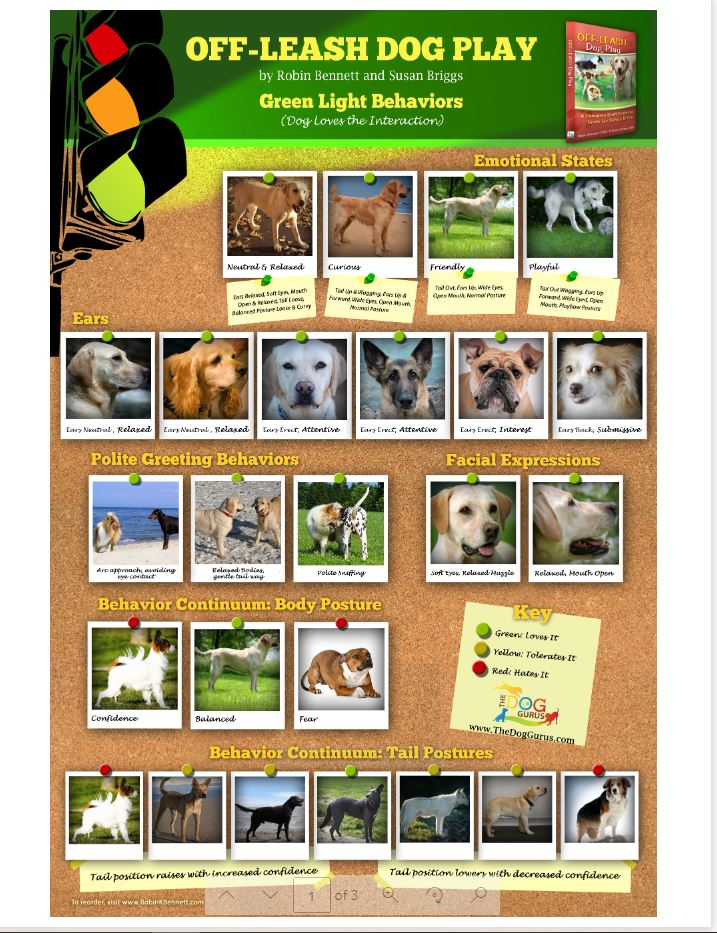 OFF-LEASH DOG PLAY
by Robin Bennett and Susan Briggs
Green Light Behaviors
(Dog Loves the Interaction)
OFF-LEASH
Dog Play
Emotional States
Neutral & Relaxed
Curious
Friendly
Playful
Ears Relaxed, Soft Eyes, Mouth
Open & Relaxed, Tail Loose,
Balanced Posture Loose & Curvy
Tail Up & Wagging, Ears Up &
Forward, Wide Eyes, Open Mouth,
Normal Posture
Tail Out, Ears Up, Wide Eyes,
Open Mouth, Normal Posture
Tail Out Wagging, Ears Up
Forward, Wide Eyes, Open
Mouth, Playbow Posture
Ears
Ears Neutral , Relaxed
Ears Neutral , Relaxed
Ears Erect, Attentive
Ears Erect, Attentive
Ears Erect, Interest
Ears Back, Submissive
Polite Greeting Behaviors
Arc approach, avoiding
eye contact
Relaxed Bodies,
gentle tail wag
Polite Sniffing
Facial Expressions
Soft Eyes, Relaxed Muzzle
Relaxed, Mouth Open
Behavior Continuum: Body Posture
Confidence
Balanced
Fear
Key
Green: Loves It
Yellow: Tolerates It
Red: Hates It
THE DOG GURUS
www.TheDogGurus.com
Behavior Continuum: Tail Postures
Tail position raises with increased confidence
Tail position lowers with decreased confidence
To reorder, visit www.RobinKBennett.com
1 of 3